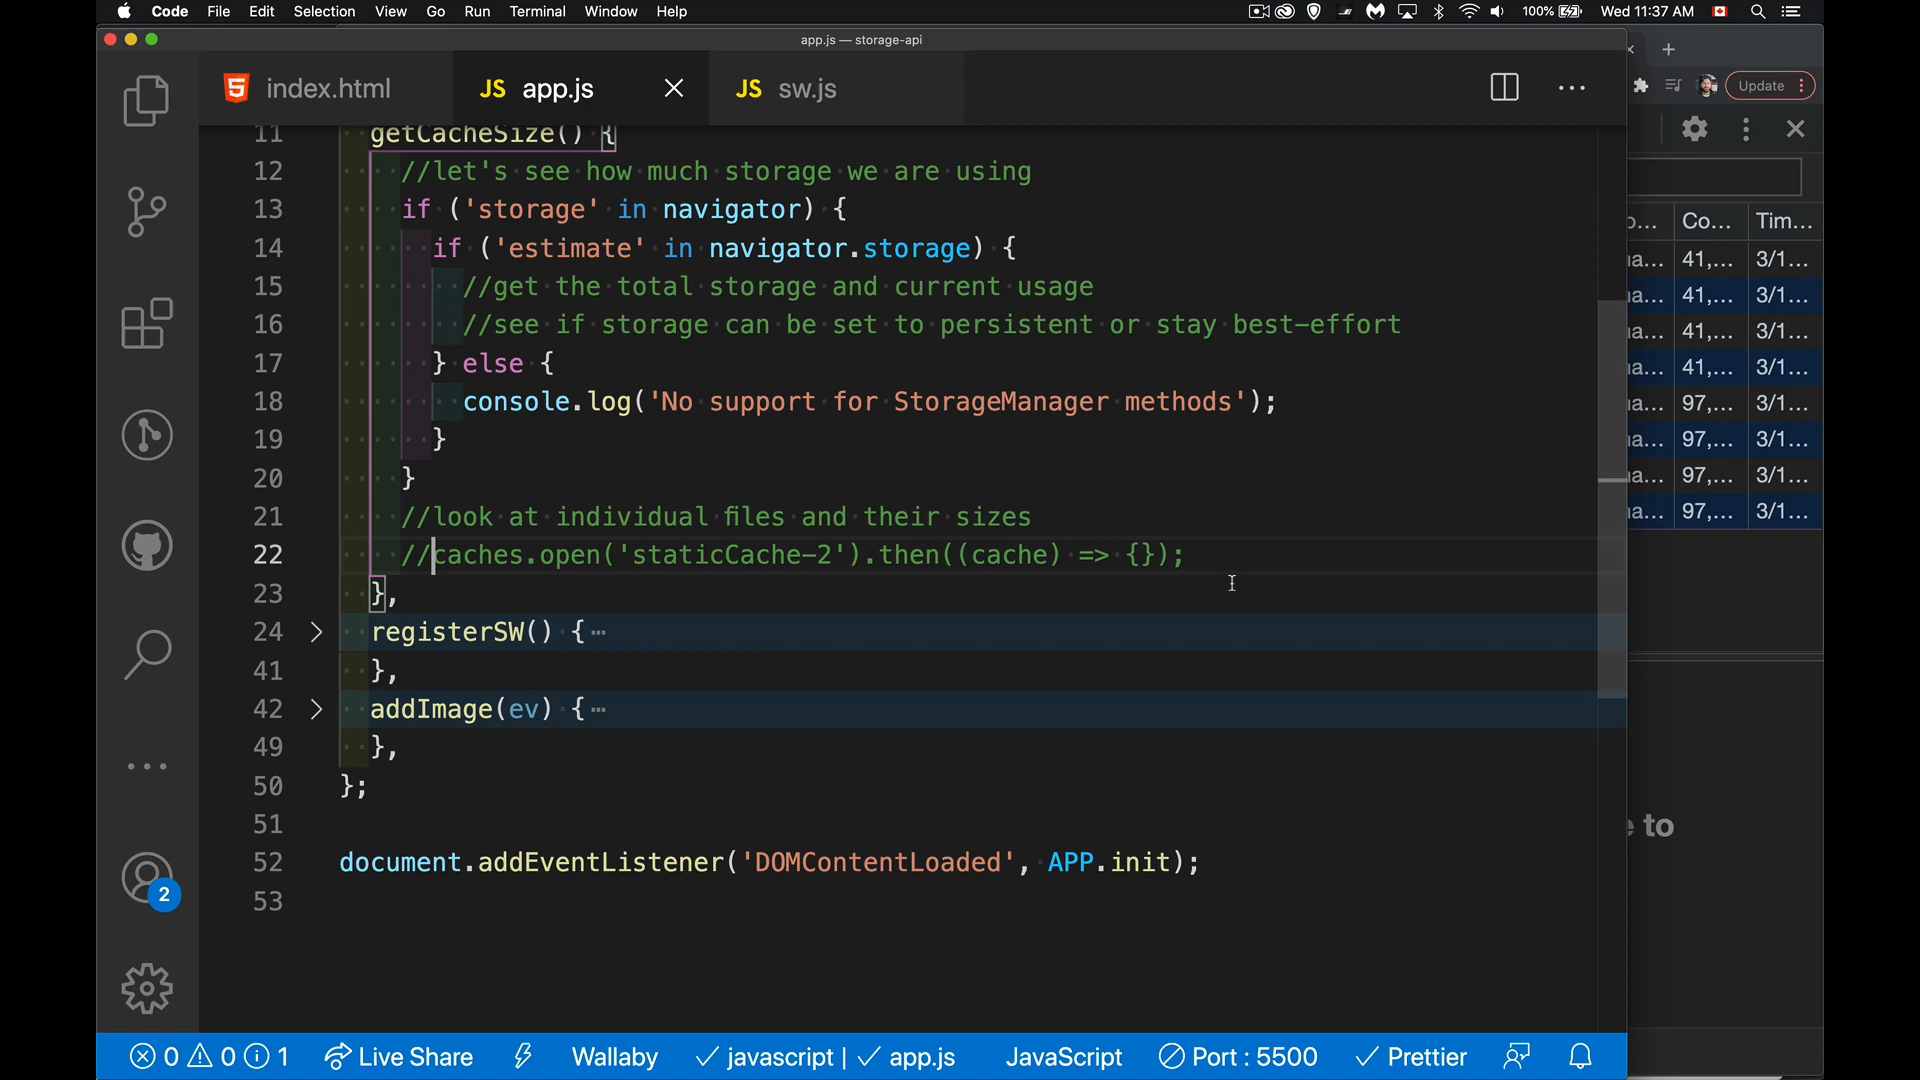 Code File Edit Selection View Go Run Terminal Window Help 100% Wed 11:37 AM
app.js — storage-api
index.html JS app.js JS sw.js
Update
11 getCacheSize() {
12 //let's see how much storage we are using
13 if ('storage' in navigator) {
14 if ('estimate' in navigator.storage) {
15 //get the total storage and current usage
16 //see if storage can be set to persistent or stay best-effort
17 } else {
18 console.log('No support for StorageManager methods');
19 }
20 }
21 //look at individual files and their sizes
22 //caches.open('staticCache-2').then((cache) => {});
23 },
24 registerSW() {
41 },
42 addImage(ev) {
49 },
50 };
51
52 document.addEventListener('DOMContentLoaded', APP.init);
53
Co... Tim...
41,... 3/1...
41,... 3/1...
41,... 3/1...
41,... 3/1...
97,... 3/1...
97,... 3/1...
97,... 3/1...
97,... 3/1...
to
2
0 0 1 Live Share Wallaby javascript | app.js JavaScript Port : 5500 Prettier